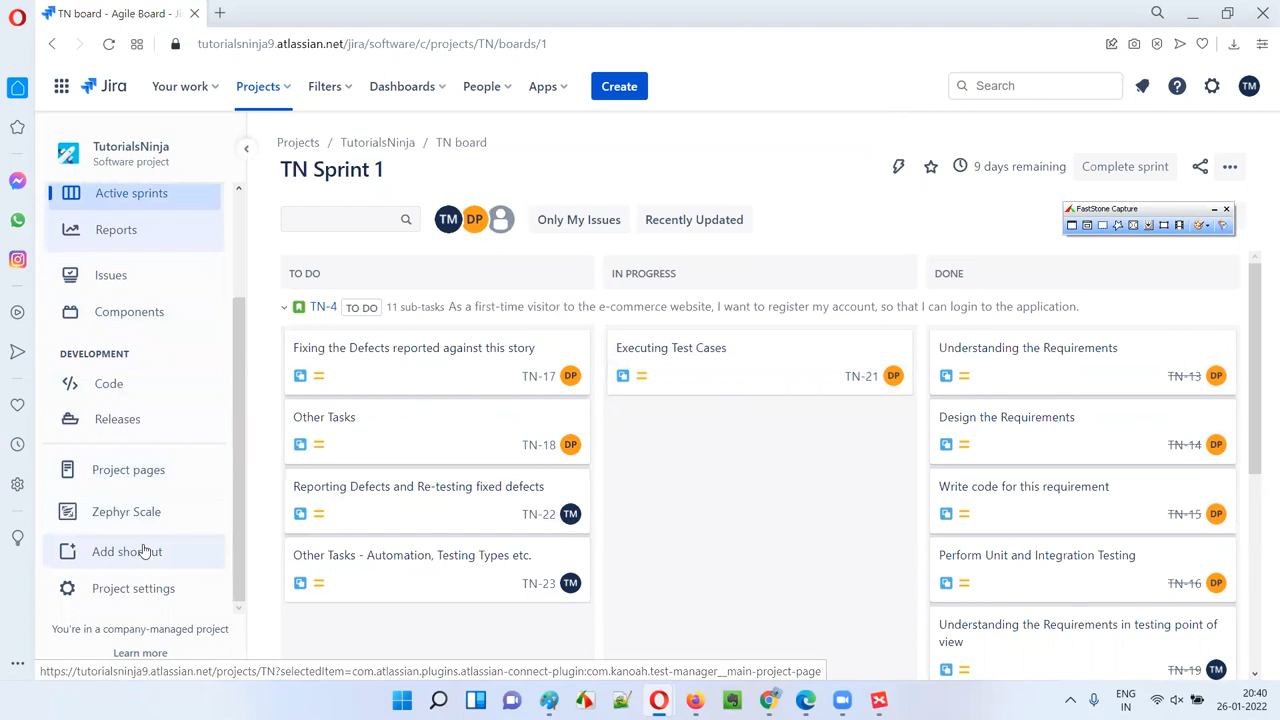 TN board - Agile Board - Ji
tutorialsninja9.atlassian.net/jira/software/c/projects/TN/boards/1
Jira
Your work
Projects
Filters
Dashboards
People
Apps
Create
Search
TM
TutorialsNinja
Software project
Active sprints
Reports
Issues
Components
DEVELOPMENT
Code
Releases
Project pages
Zephyr Scale
Add shortcut
Project settings
You're in a company-managed project
Learn more
Projects / TutorialsNinja / TN board
TN Sprint 1
9 days remaining
Complete sprint
TM DP
Only My Issues
Recently Updated
FastStone Capture
TO DO
IN PROGRESS
DONE
TN-4 TO DO 11 sub-tasks As a first-time visitor to the e-commerce website, I want to register my account, so that I can login to the application.
Fixing the Defects reported against this story
TN-17 DP
Other Tasks
TN-18 DP
Reporting Defects and Re-testing fixed defects
TN-22 TM
Other Tasks - Automation, Testing Types etc.
TN-23 TM
Executing Test Cases
TN-21 DP
Understanding the Requirements
TN-13 DP
Design the Requirements
TN-14 DP
Write code for this requirement
TN-15 DP
Perform Unit and Integration Testing
TN-16 DP
Understanding the Requirements in testing point of
view
TN-19 TM
https://tutorialsninja9.atlassian.net/projects/TN?selectedItem=com.atlassian.plugins.atlassian-connect-plugin:com.kanoah.test-manager__main-project-page
ENG
IN
20:40
26-01-2022